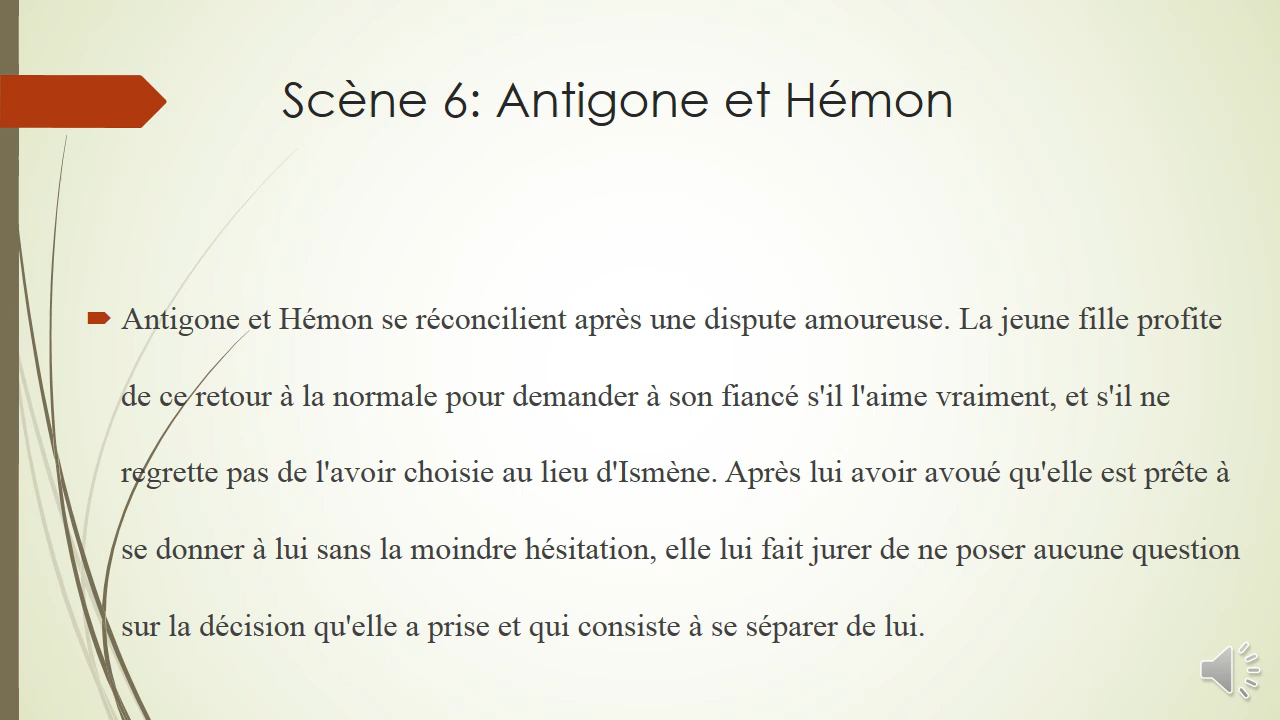 Scène 6: Antigone et Hémon
Antigone et Hémon se réconcilient après une dispute amoureuse. La jeune fille profite
de ce retour à la normale pour demander à son fiancé s'il l'aime vraiment, et s'il ne
regrette pas de l'avoir choisie au lieu d'Ismène. Après lui avoir avoué qu'elle est prête à
se donner à lui sans la moindre hésitation, elle lui fait jurer de ne poser aucune question
sur la décision qu'elle a prise et qui consiste à se séparer de lui.